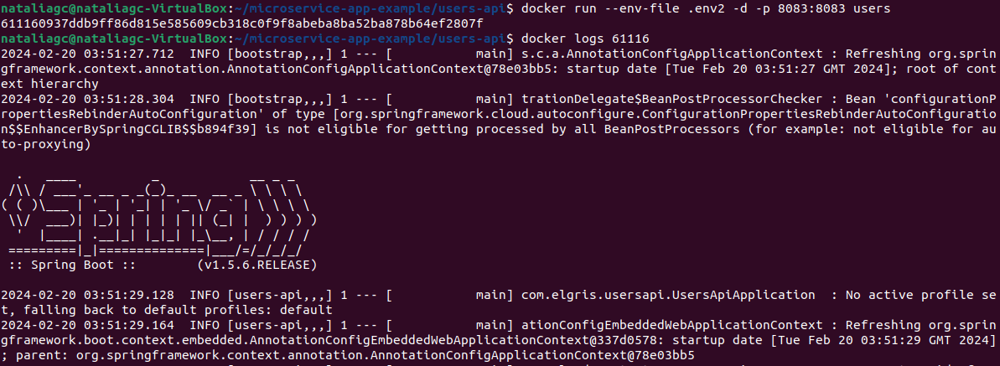 nataliagc@nataliagc-VirtualBox:~/microservice-app-example/users-api$ docker run --env-file .env2 -d -p 8083:8083 users
611160937ddb9ff86d815e585609cb318c0f9f8abeba8ba52ba878b64ef2807f
nataliagc@nataliagc-VirtualBox:~/microservice-app-example/users-api$ docker logs 61116
2024-02-20 03:51:27.712  INFO [bootstrap,,,] 1 --- [           main] s.c.a.AnnotationConfigApplicationContext : Refreshing org.sprin
gframework.context.annotation.AnnotationConfigApplicationContext@78e03bb5: startup date [Tue Feb 20 03:51:27 GMT 2024]; root of cont
ext hierarchy
2024-02-20 03:51:28.304  INFO [bootstrap,,,] 1 --- [           main] trationDelegate$BeanPostProcessorChecker : Bean 'configurationP
ropertiesRebinderAutoConfiguration' of type [org.springframework.cloud.autoconfigure.ConfigurationPropertiesRebinderAutoConfiguratio
n$$EnhancerBySpringCGLIB$$b894f39] is not eligible for getting processed by all BeanPostProcessors (for example: not eligible for au
to-proxying)
  .   ____          _            __ _ _
 /\\ / ___'_ __ _ _(_)_ __  __ _ \ \ \ \
( ( )\___ | '_ | '_| | '_ \/ _` | \ \ \ \
 \\/  ___)| |_)| | | | | || (_| |  ) ) ) )
  '  |____| .__|_| |_|_| |_\__, | / / / /
 =========|_|==============|___/=/_/_/_/
 :: Spring Boot ::        (v1.5.6.RELEASE)
2024-02-20 03:51:29.128  INFO [users-api,,,] 1 --- [           main] com.elgris.usersapi.UsersApiApplication  : No active profile se
t, falling back to default profiles: default
2024-02-20 03:51:29.164  INFO [users-api,,,] 1 --- [           main] ationConfigEmbeddedWebApplicationContext : Refreshing org.sprin
gframework.boot.context.embedded.AnnotationConfigEmbeddedWebApplicationContext@337d0578: startup date [Tue Feb 20 03:51:29 GMT 2024]
; parent: org.springframework.context.annotation.AnnotationConfigApplicationContext@78e03bb5